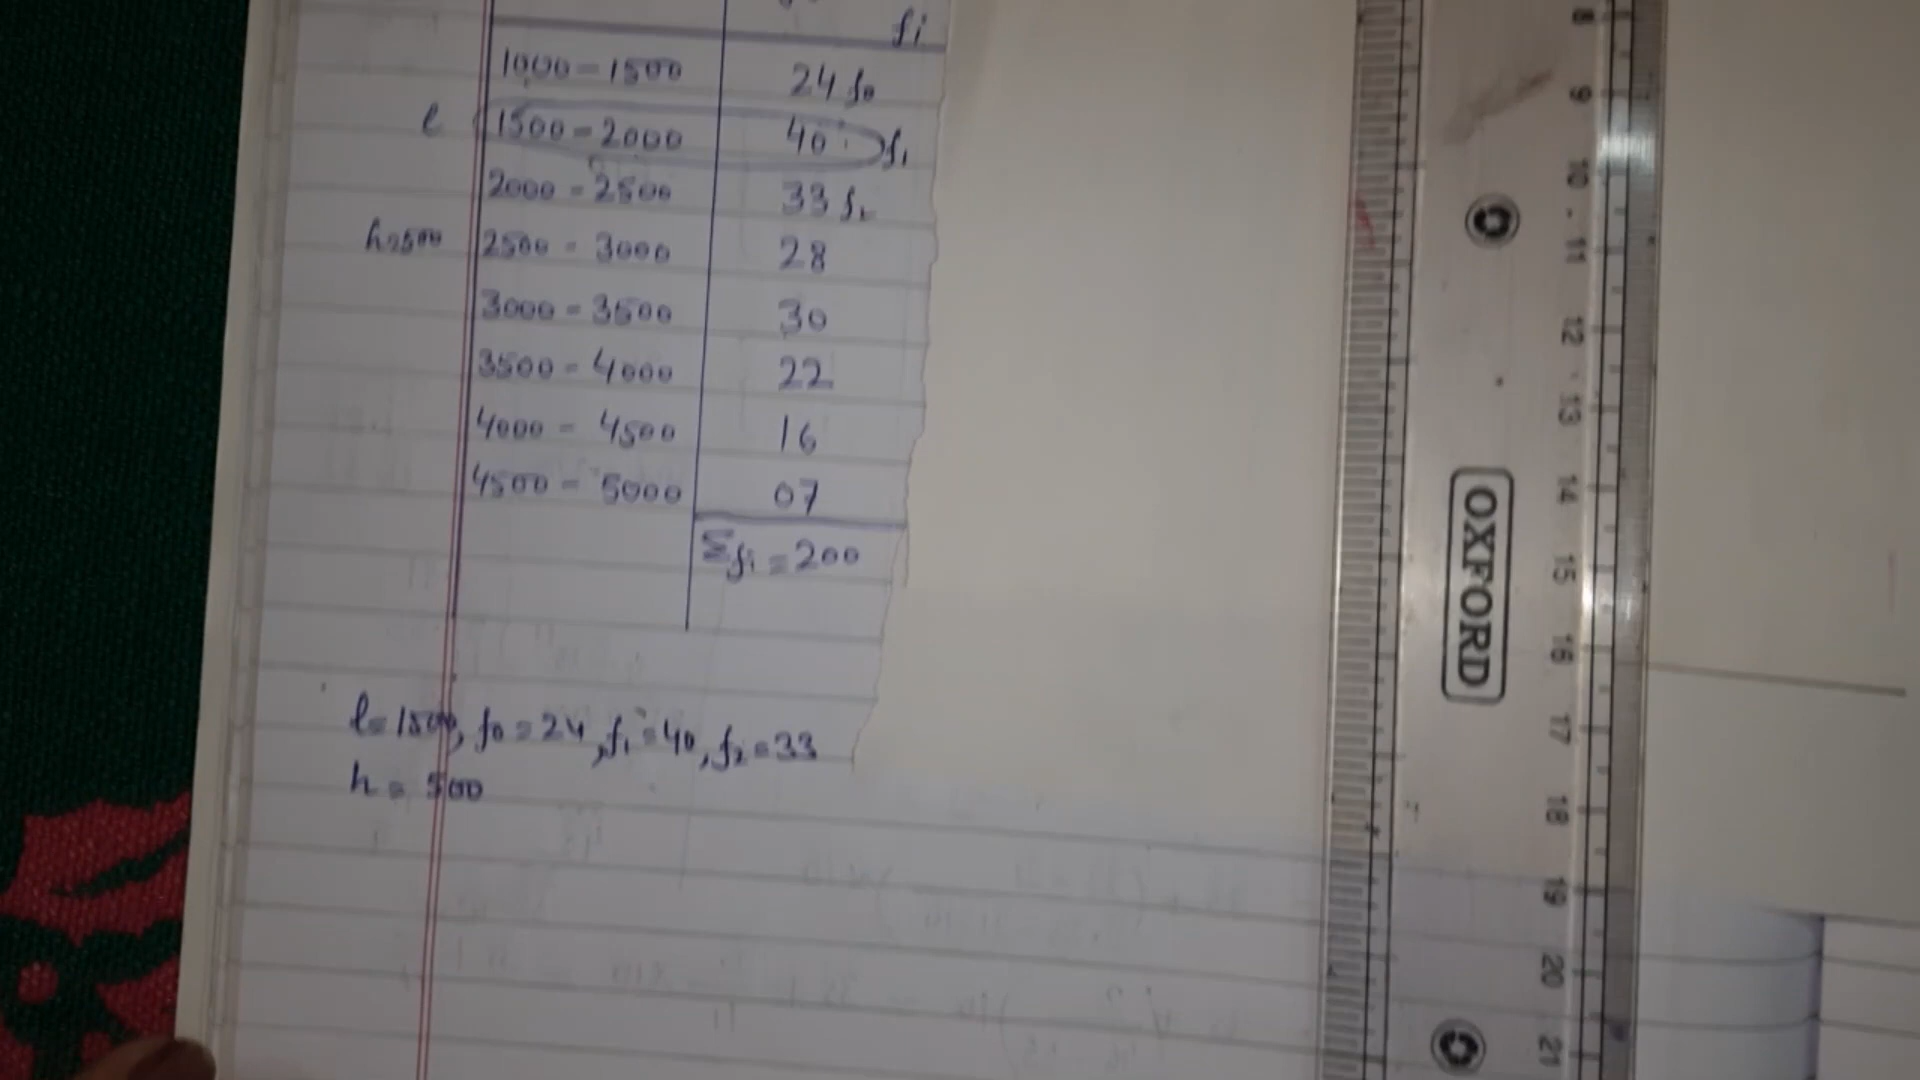 fi
1000 - 1500 24 f0
l 1500 - 2000 40 f1
2000 - 2500 33 f2
h=500 2500 - 3000 28
3000 - 3500 30
3500 - 4000 22
4000 - 4500 16
4500 - 5000 07
Σfi = 200
l = 1500, f0 = 24, f1 = 40, f2 = 33
h = 500
OXFORD
8 9 10 11 12 13 14 15 16 17 18 19 20 21